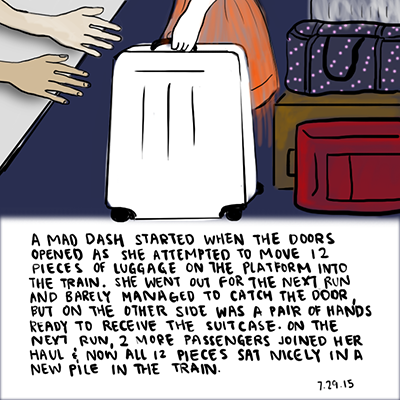 A MAD DASH STARTED WHEN THE DOORS
OPENED AS SHE ATTEMPTED TO MOVE 12
PIECES OF LUGGAGE ON THE PLATFORM INTO
THE TRAIN. SHE WENT OUT FOR THE NEXT RUN
AND BARELY MANAGED TO CATCH THE DOOR,
BUT ON THE OTHER SIDE WAS A PAIR OF HANDS
READY TO RECEIVE THE SUITCASE. ON THE
NEXT RUN, 2 MORE PASSENGERS JOINED HER
HAUL & NOW ALL 12 PIECES SAT NICELY IN A
NEW PILE IN THE TRAIN.
7.29.15